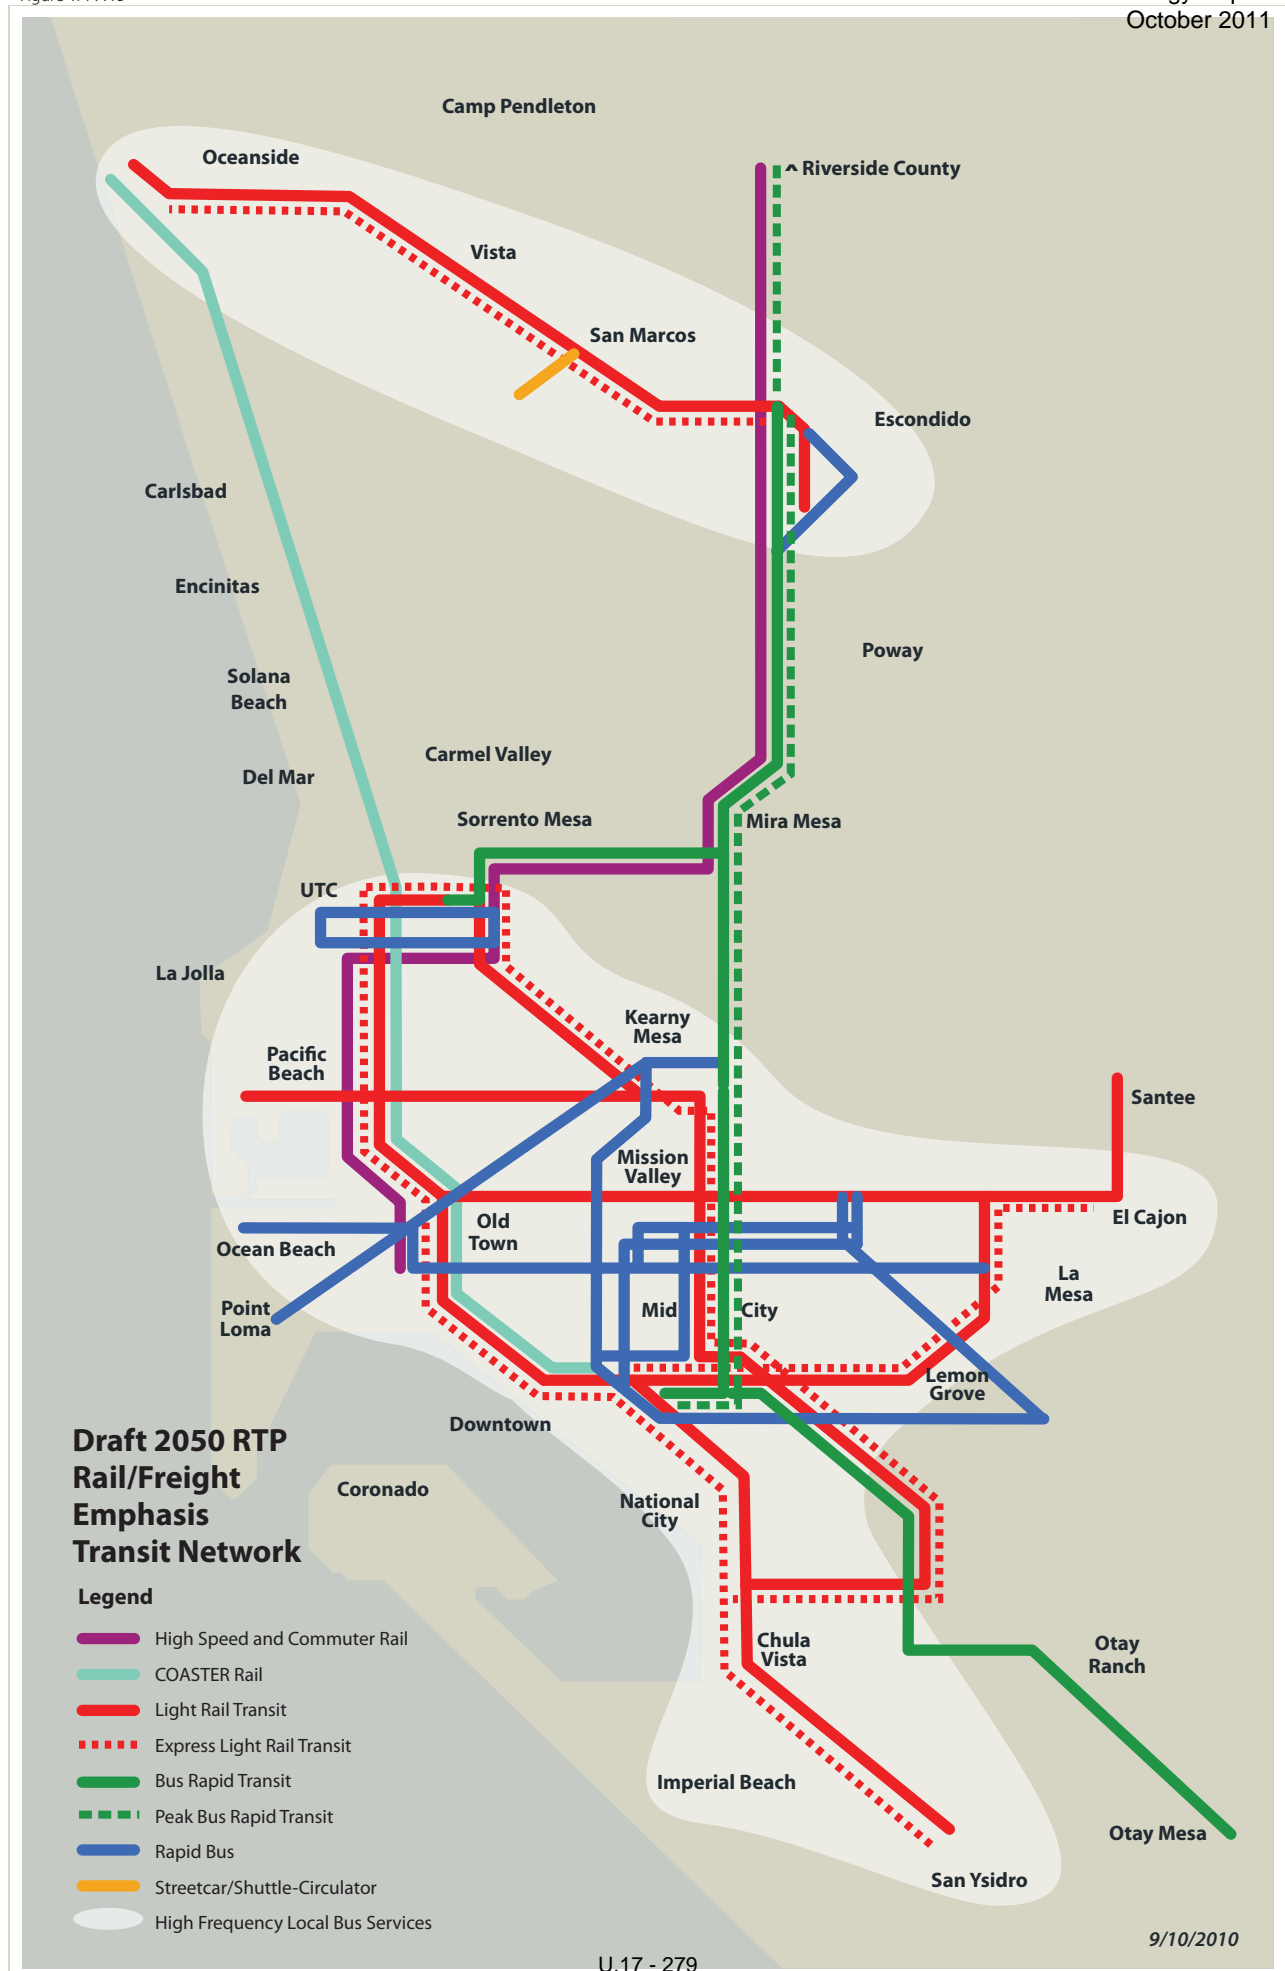 October 2011
Camp Pendleton
Oceanside
^ Riverside County
Vista
San Marcos
Escondido
Carlsbad
Encinitas
Poway
Solana
Beach
Carmel Valley
Del Mar
Sorrento Mesa
Mira Mesa
UTC
La Jolla
Kearny
Mesa
Pacific
Beach
Santee
Mission
Valley
El Cajon
Old
Town
Ocean Beach
La
Mesa
Point
Loma
Mid City
Lemon
Grove
Downtown
Draft 2050 RTP
Rail/Freight
Emphasis
Transit Network
Coronado
National
City
Legend
High Speed and Commuter Rail
COASTER Rail
Light Rail Transit
Express Light Rail Transit
Bus Rapid Transit
Peak Bus Rapid Transit
Rapid Bus
Streetcar/Shuttle-Circulator
High Frequency Local Bus Services
Chula
Vista
Otay
Ranch
Imperial Beach
Otay Mesa
San Ysidro
9/10/2010
U.17 - 279